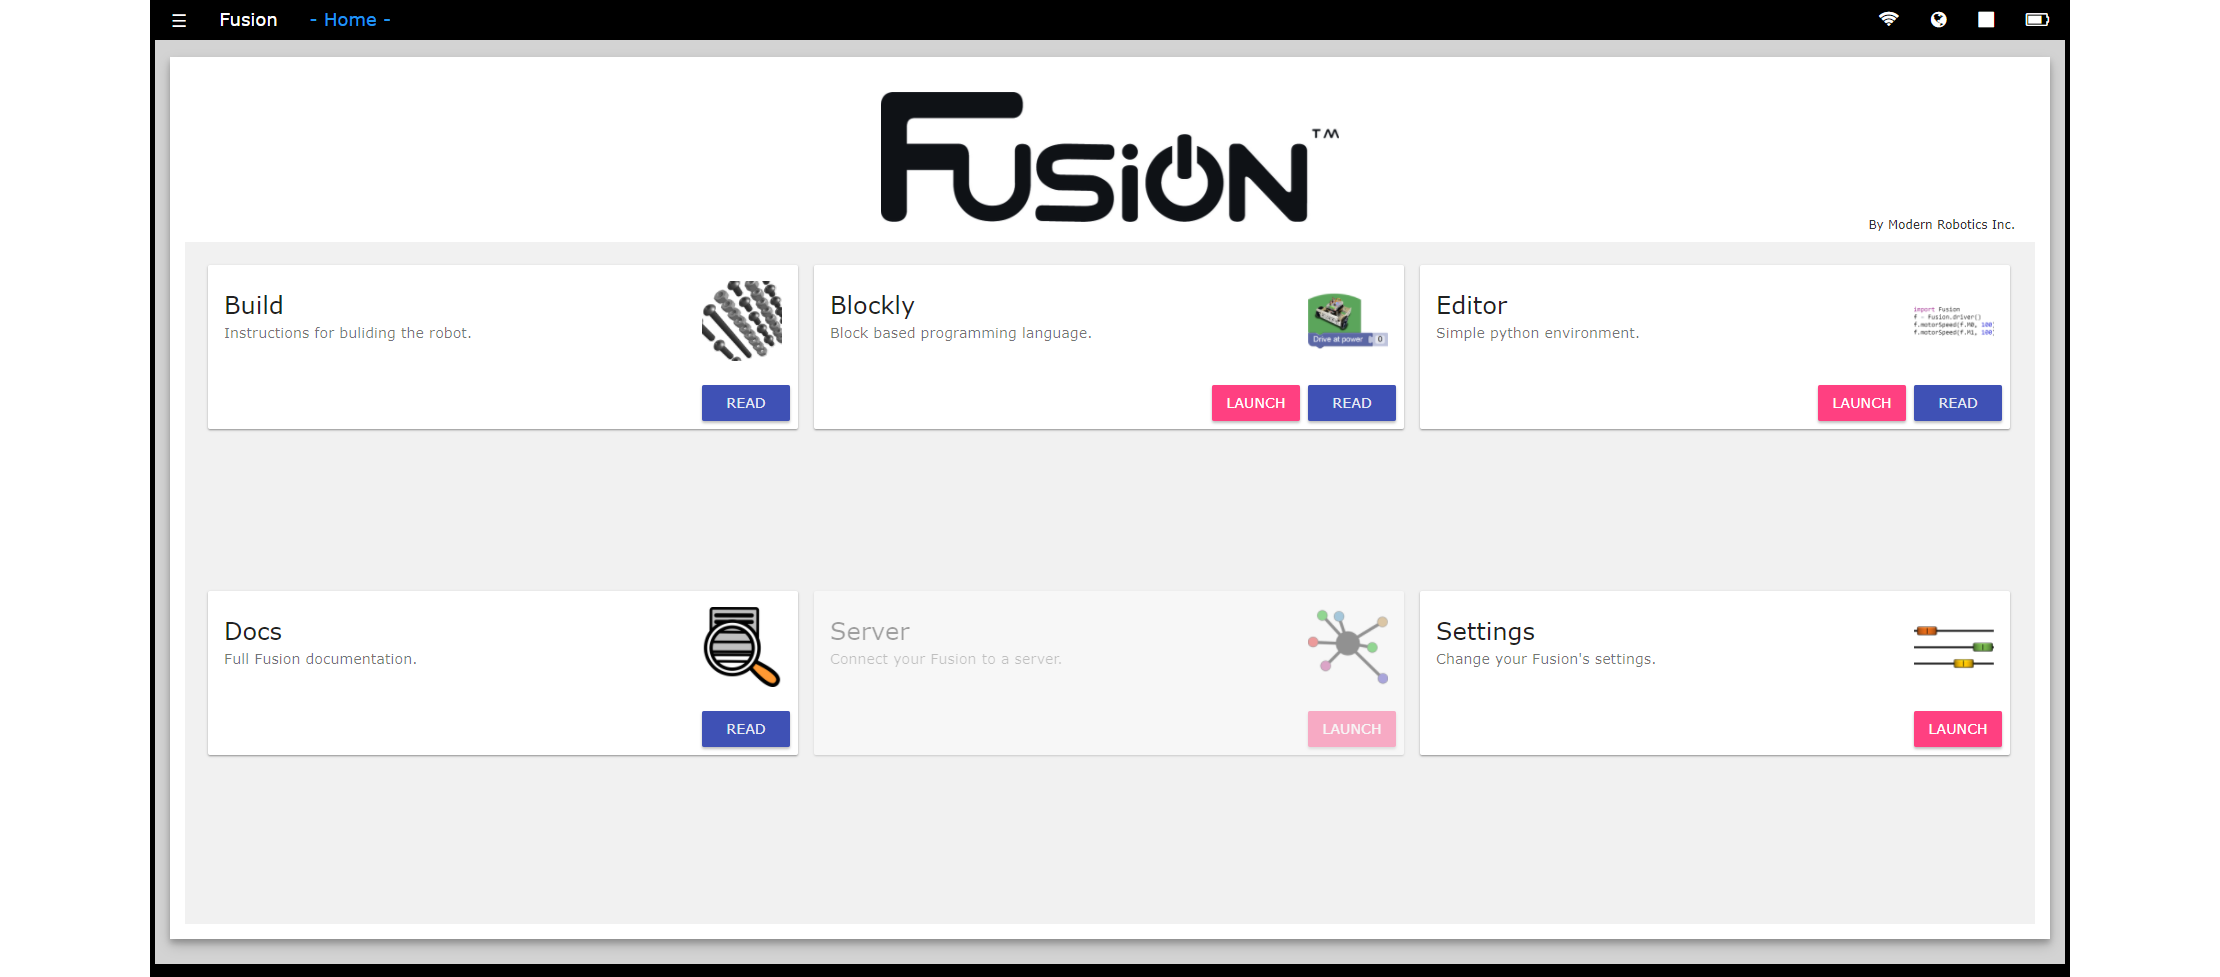 ☰ Fusion - Home -
FUSiON™
By Modern Robotics Inc.
Build
Instructions for buliding the robot.
READ
Blockly
Block based programming language.
Drive at power 0
LAUNCH READ
Editor
Simple python environment.
import Fusion
f = Fusion.driver()
f.motorSpeed(f.M0, 100)
f.motorSpeed(f.M1, 100)
LAUNCH READ
Docs
Full Fusion documentation.
READ
Server
Connect your Fusion to a server.
LAUNCH
Settings
Change your Fusion's settings.
LAUNCH